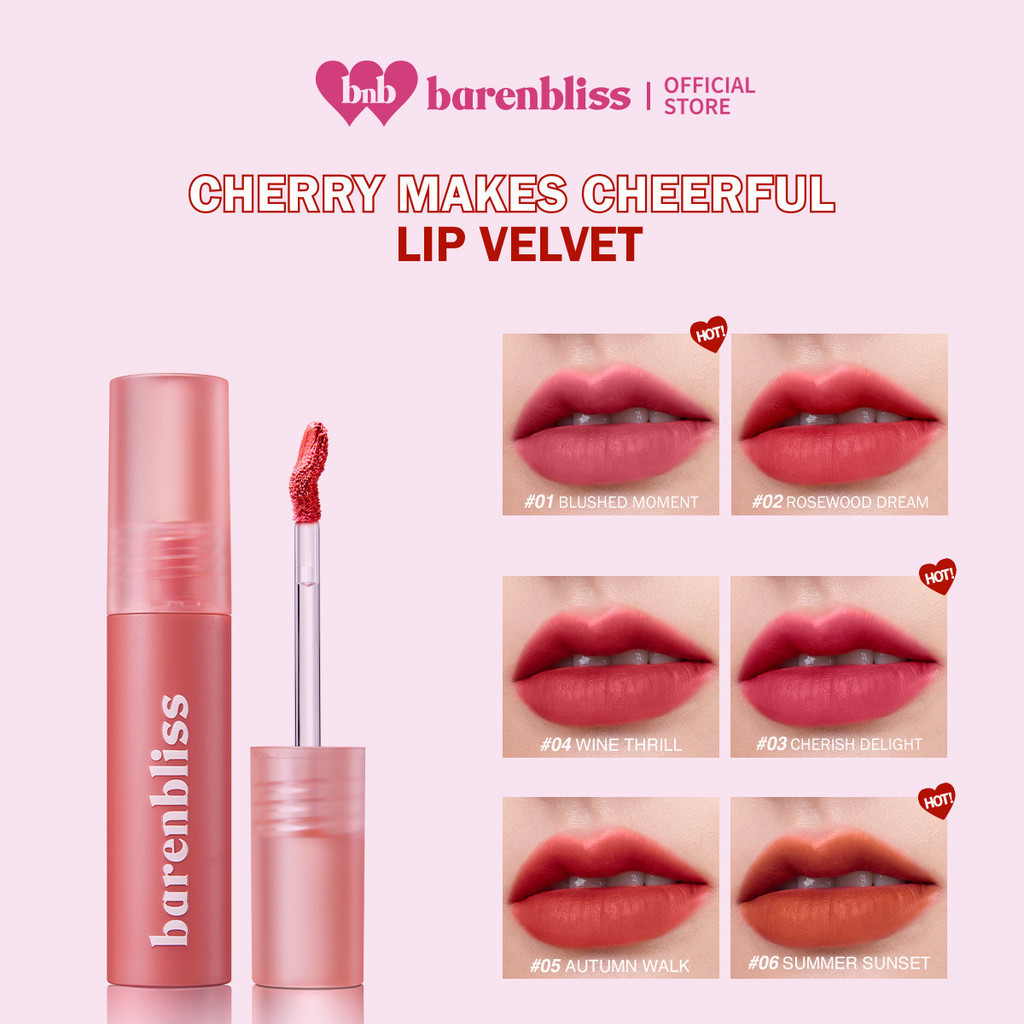 bnb barenbliss | OFFICIAL STORE
CHERRY MAKES CHEERFUL
LIP VELVET
HOT!
#01 BLUSHED MOMENT
#02 ROSEWOOD DREAM
HOT!
#04 WINE THRILL
#03 CHERISH DELIGHT
HOT!
#05 AUTUMN WALK
#06 SUMMER SUNSET
barenbliss